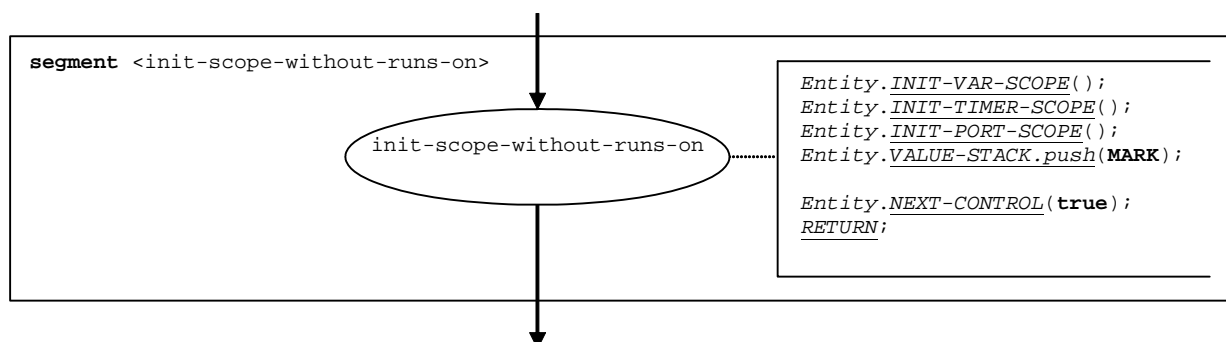 segment <init-scope-without-runs-on>
init-scope-without-runs-on
Entity.INIT-VAR-SCOPE();
Entity.INIT-TIMER-SCOPE();
Entity.INIT-PORT-SCOPE();
Entity.VALUE-STACK.push(MARK);
Entity.NEXT-CONTROL(true);
RETURN;